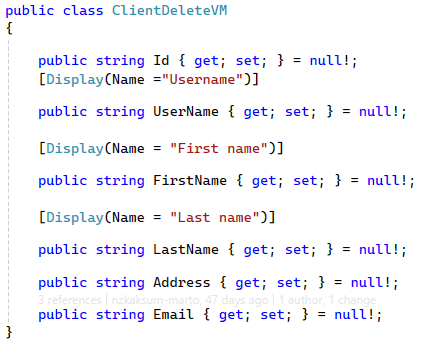 public class ClientDeleteVM
{
public string Id { get; set; } = null!;
[Display(Name ="Username")]
public string UserName { get; set; } = null!;
[Display(Name = "First name")]
public string FirstName { get; set; } = null!;
[Display(Name = "Last name")]
public string LastName { get; set; } = null!;
public string Address { get; set; } = null!;
3 references | nzkaksum-marto, 47 days ago | 1 author, 1 change
public string Email { get; set; } = null!;
}